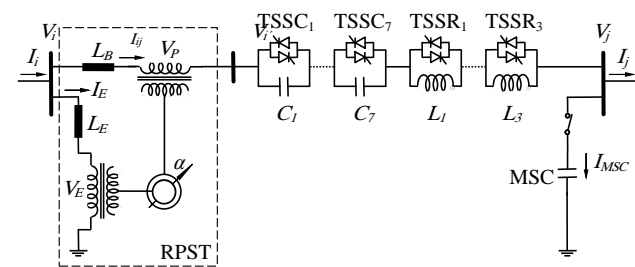 V_i V_i' TSSC_1 TSSC_7 TSSR_1 TSSR_3 V_j
I_i L_B I_ij V_P I_j
I_E
C_1 C_7 L_1 L_3
L_E
V_E α MSC I_MSC
RPST